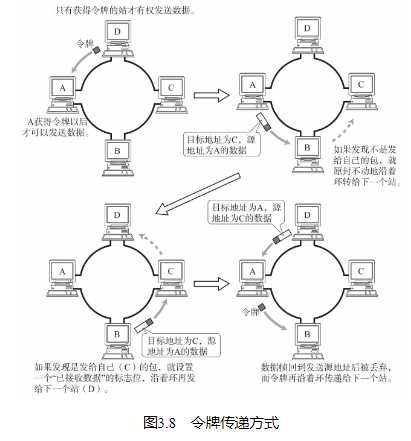 只有获得令牌的站才有权发送数据。
D
令牌
A
C
B
A获得令牌以后
才可以发送数据。
D
A
C
B
目标地址为C，源
地址为A的数据
如果发现不是发
给自己的包，就
原封不动地沿着
环转给下一个站。
D
A
C
B
目标地址为C，源
地址为A的数据
如果发现是发给自己（C）的包，就设置
一个“已接收数据”的标志位，沿着环再发
给下一个站（D）。
目标地址为A，源
地址为C的数据
D
A
C
令牌
B
数据帧回到发送源地址后被丢弃，
而令牌再沿着环传递给下一个站。
图3.8 令牌传递方式